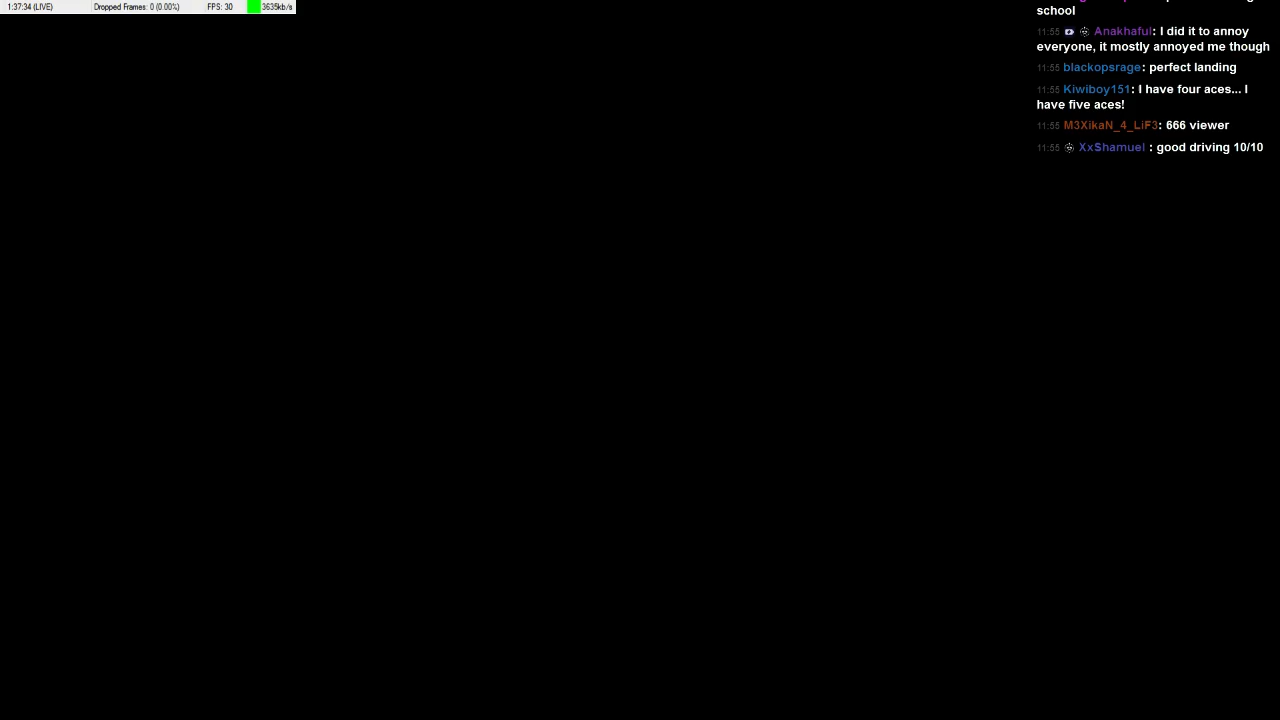 1:37:34 (LIVE) Dropped Frames: 0 (0.00%) FPS: 30 3635kb/s
school
11:55 Anakhaful: I did it to annoy
everyone, it mostly annoyed me though
11:55 blackopsrage: perfect landing
11:55 Kiwiboy151: I have four aces... I
have five aces!
11:55 M3XikaN_4_LiF3: 666 viewer
11:55 XxShamuel : good driving 10/10